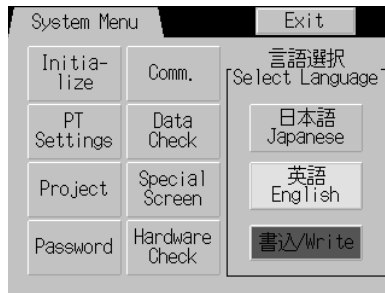 System Menu
Exit
Initia-
lize
Comm.
言語選択
Select Language
PT
Settings
Data
Check
日本語
Japanese
Project
Special
Screen
英語
English
Password
Hardware
Check
書込/Write